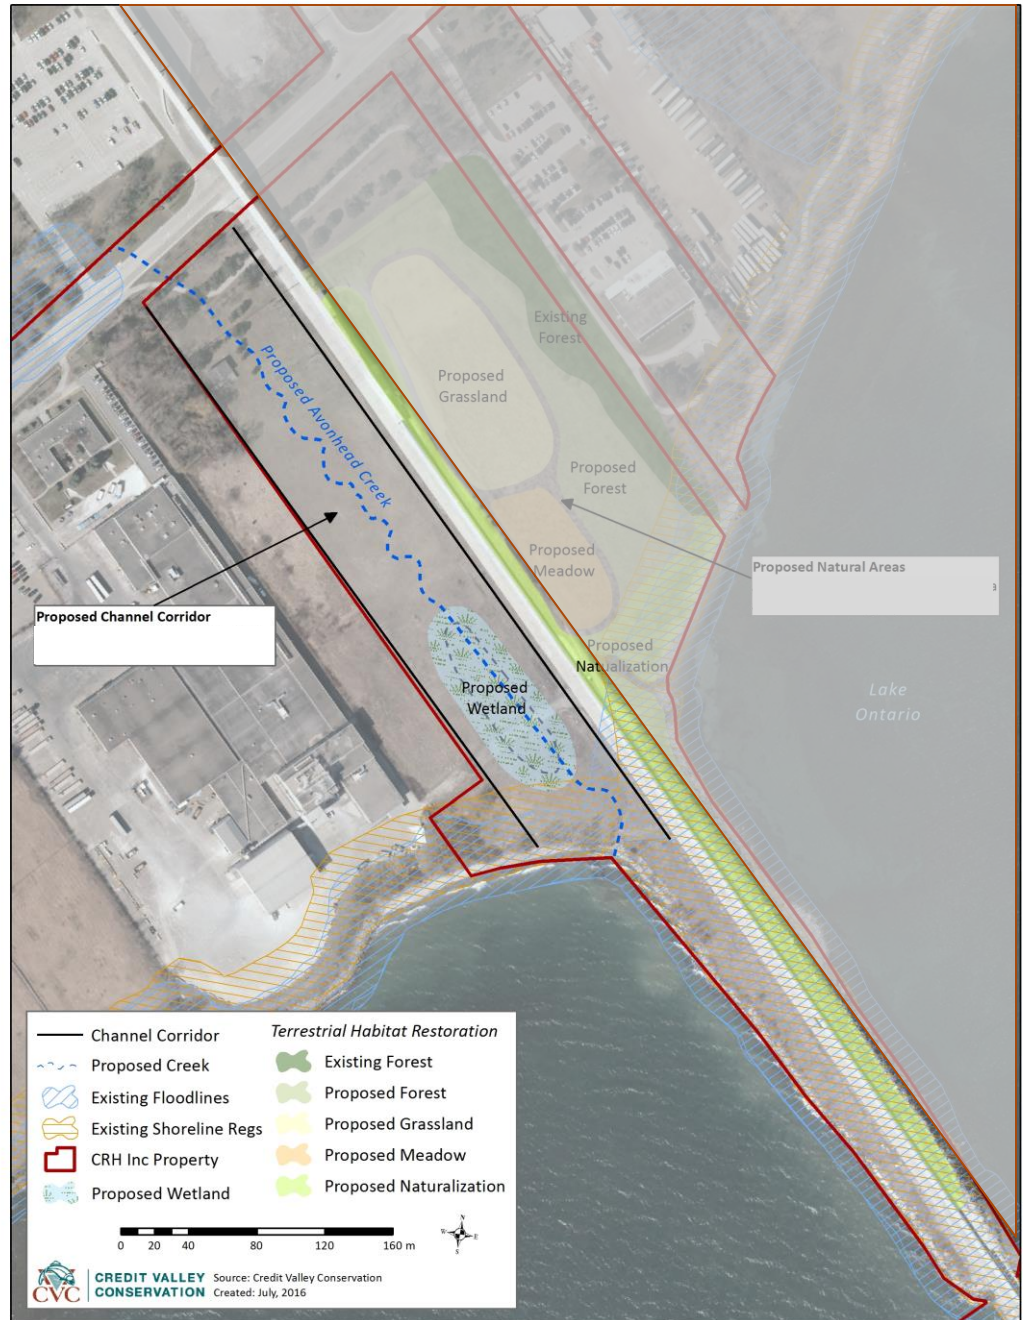 Existing
Forest
Proposed
Grassland
Proposed Avonhead Creek
Proposed
Forest
Proposed
Meadow
Proposed Natural Areas
Proposed Channel Corridor
Proposed
Natualization
Proposed
Wetland
Lake
Ontario
Channel Corridor
Proposed Creek
Existing Floodlines
Existing Shoreline Regs
CRH Inc Property
Proposed Wetland
Terrestrial Habitat Restoration
Existing Forest
Proposed Forest
Proposed Grassland
Proposed Meadow
Proposed Naturalization
0 20 40 80 120 160 m
N
W E
S
CVC
CREDIT VALLEY
CONSERVATION
Source: Credit Valley Conservation
Created: July, 2016